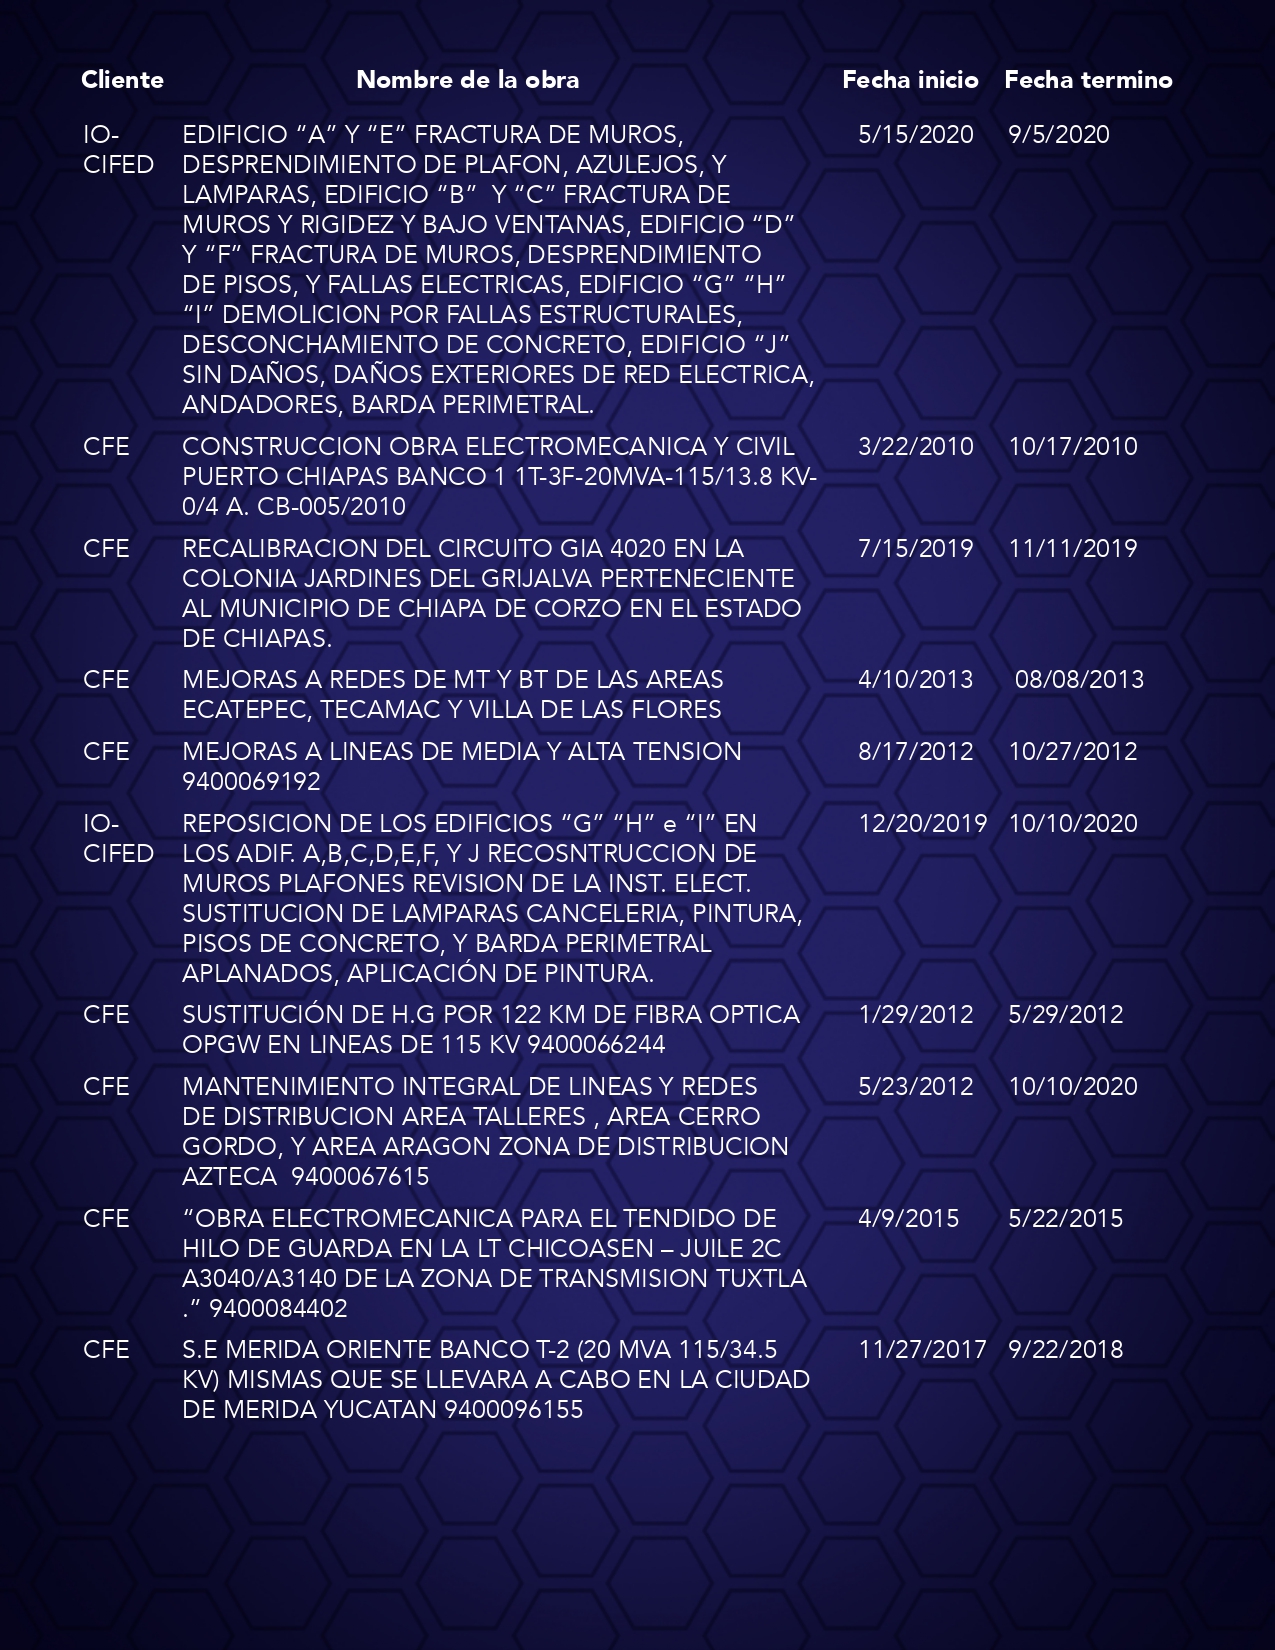 Cliente Nombre de la obra Fecha inicio Fecha termino
IO- EDIFICIO “A” Y “E” FRACTURA DE MUROS, 5/15/2020 9/5/2020
CIFED DESPRENDIMIENTO DE PLAFON, AZULEJOS, Y
LAMPARAS, EDIFICIO “B” Y “C” FRACTURA DE
MUROS Y RIGIDEZ Y BAJO VENTANAS, EDIFICIO “D”
Y “F” FRACTURA DE MUROS, DESPRENDIMIENTO
DE PISOS, Y FALLAS ELECTRICAS, EDIFICIO “G” “H”
“I” DEMOLICION POR FALLAS ESTRUCTURALES,
DESCONCHAMIENTO DE CONCRETO, EDIFICIO “J”
SIN DAÑOS, DAÑOS EXTERIORES DE RED ELECTRICA,
ANDADORES, BARDA PERIMETRAL.
CFE CONSTRUCCION OBRA ELECTROMECANICA Y CIVIL 3/22/2010 10/17/2010
PUERTO CHIAPAS BANCO 1 1T-3F-20MVA-115/13.8 KV-
0/4 A. CB-005/2010
CFE RECALIBRACION DEL CIRCUITO GIA 4020 EN LA 7/15/2019 11/11/2019
COLONIA JARDINES DEL GRIJALVA PERTENECIENTE
AL MUNICIPIO DE CHIAPA DE CORZO EN EL ESTADO
DE CHIAPAS.
CFE MEJORAS A REDES DE MT Y BT DE LAS AREAS 4/10/2013 08/08/2013
ECATEPEC, TECAMAC Y VILLA DE LAS FLORES
CFE MEJORAS A LINEAS DE MEDIA Y ALTA TENSION 8/17/2012 10/27/2012
9400069192
IO- REPOSICION DE LOS EDIFICIOS “G” “H” e “I” EN 12/20/2019 10/10/2020
CIFED LOS ADIF. A,B,C,D,E,F, Y J RECOSNTRUCCION DE
MUROS PLAFONES REVISION DE LA INST. ELECT.
SUSTITUCION DE LAMPARAS CANCELERIA, PINTURA,
PISOS DE CONCRETO, Y BARDA PERIMETRAL
APLANADOS, APLICACIÓN DE PINTURA.
CFE SUSTITUCIÓN DE H.G POR 122 KM DE FIBRA OPTICA 1/29/2012 5/29/2012
OPGW EN LINEAS DE 115 KV 9400066244
CFE MANTENIMIENTO INTEGRAL DE LINEAS Y REDES 5/23/2012 10/10/2020
DE DISTRIBUCION AREA TALLERES , AREA CERRO
GORDO, Y AREA ARAGON ZONA DE DISTRIBUCION
AZTECA 9400067615
CFE “OBRA ELECTROMECANICA PARA EL TENDIDO DE 4/9/2015 5/22/2015
HILO DE GUARDA EN LA LT CHICOASEN – JUILE 2C
A3040/A3140 DE LA ZONA DE TRANSMISION TUXTLA
.” 9400084402
CFE S.E MERIDA ORIENTE BANCO T-2 (20 MVA 115/34.5 11/27/2017 9/22/2018
KV) MISMAS QUE SE LLEVARA A CABO EN LA CIUDAD
DE MERIDA YUCATAN 9400096155